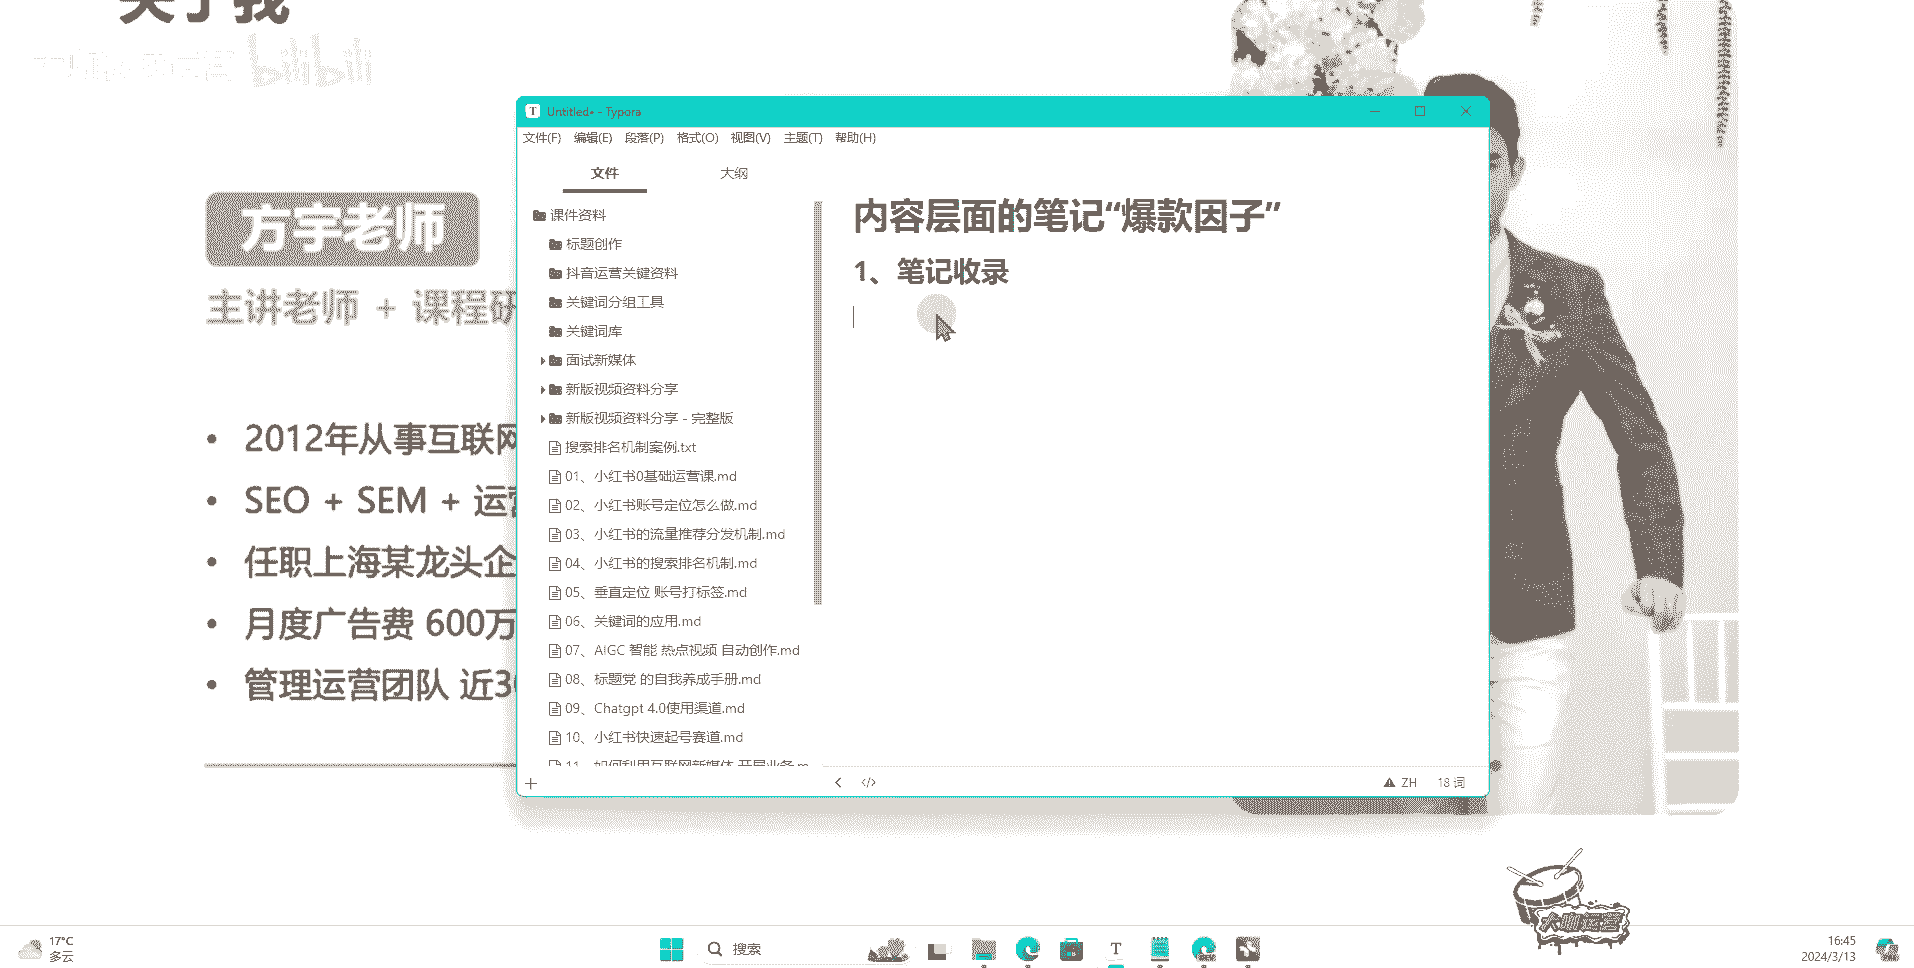 关于我
bilibili
方宇老师
主讲老师 + 课程研
2012年从事互联网
SEO + SEM + 运营
任职上海某龙头企
月度广告费 600万
管理运营团队 近30
Untitled• - Typora
文件(F) 编辑(E) 段落(P) 格式(O) 视图(V) 主题(T) 帮助(H)
文件 大纲
课件资料
标题创作
抖音运营关键资料
关键词分组工具
关键词库
面试新媒体
新版视频资料分享
新版视频资料分享 - 完整版
搜索排名机制案例.txt
01、小红书0基础运营课.md
02、小红书账号定位怎么做.md
03、小红书的流量推荐分发机制.md
04、小红书的搜索排名机制.md
05、垂直定位 账号打标签.md
06、关键词的应用.md
07、AIGC 智能 热点视频 自动创作.md
08、标题党 的自我养成手册.md
09、Chatgpt 4.0使用渠道.md
10、小红书快速起号赛道.md
11、如何利用互联网新媒体 开展业务.m
内容层面的笔记“爆款因子”
1、笔记收录
ZH 18 词
大咖运营
17°C
多云
搜索
16:45
2024/3/13